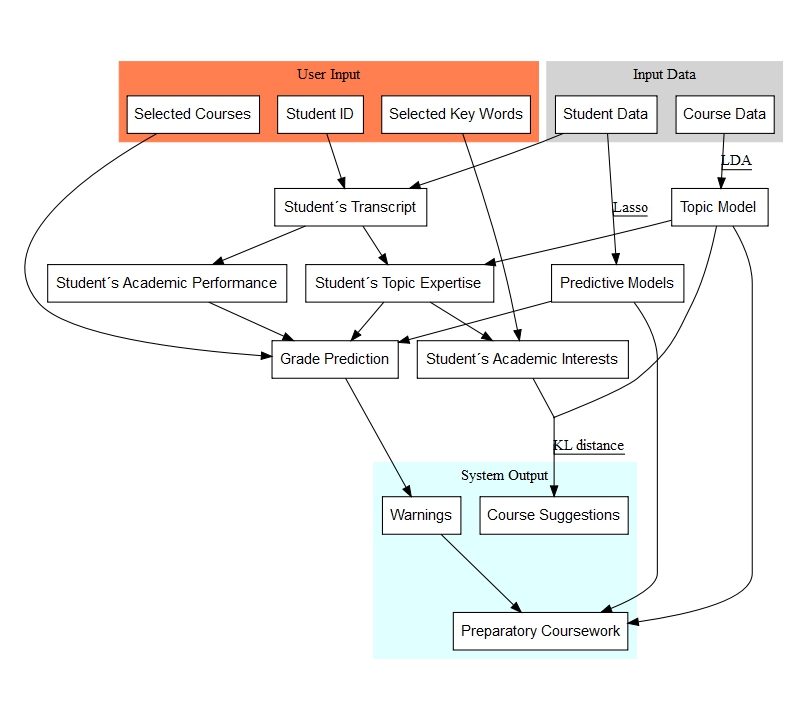 User Input
Input Data
Selected Courses
Student ID
Selected Key Words
Student Data
Course Data
LDA
Student´s Transcript
Lasso
Topic Model
Student´s Academic Performance
Student´s Topic Expertise
Predictive Models
Grade Prediction
Student´s Academic Interests
KL distance
System Output
Warnings
Course Suggestions
Preparatory Coursework